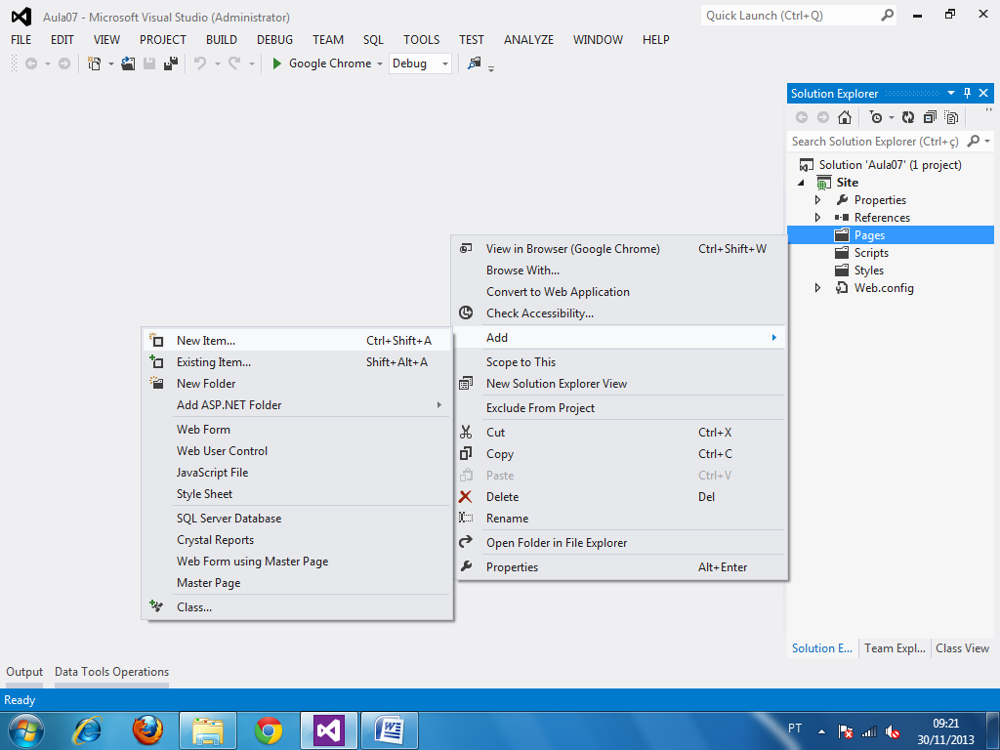 Aula07 - Microsoft Visual Studio (Administrator)
Quick Launch (Ctrl+Q)
FILE EDIT VIEW PROJECT BUILD DEBUG TEAM SQL TOOLS TEST ANALYZE WINDOW HELP
Google Chrome Debug
Solution Explorer
Search Solution Explorer (Ctrl+ç)
Solution 'Aula07' (1 project)
Site
Properties
References
Pages
Scripts
Styles
Web.config
View in Browser (Google Chrome) Ctrl+Shift+W
Browse With...
Convert to Web Application
Check Accessibility...
Add
Scope to This
New Solution Explorer View
Exclude From Project
Cut Ctrl+X
Copy Ctrl+C
Paste Ctrl+V
Delete Del
Rename
Open Folder in File Explorer
Properties Alt+Enter
New Item... Ctrl+Shift+A
Existing Item... Shift+Alt+A
New Folder
Add ASP.NET Folder
Web Form
Web User Control
JavaScript File
Style Sheet
SQL Server Database
Crystal Reports
Web Form using Master Page
Master Page
Class...
Solution E... Team Expl... Class View
Output Data Tools Operations
Ready
PT
09:21
30/11/2013